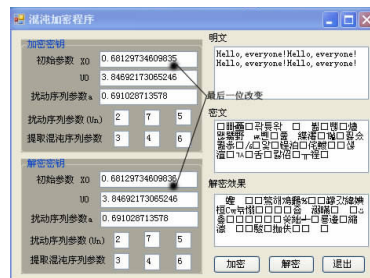 混沌加密程序
加密密钥
初始参数 X0 0.68129734609835
U0 3.84692173065246
扰动序列参数a 0.691028713578
扰动序列参数(Un) 2 7 5
提取混沌序列参数 3 4 6
解密密钥
初始参数 X0 0.68129734609836
U0 3.84692173065246
扰动序列参数a 0.691028713578
扰动序列参数(Un) 2 7 5
提取混沌序列参数 3 4 6
明文
Hello, everyone!Hello, everyone!
Hello, everyone!Hello, everyone!
最后一位改变
密文
解密效果
加密 解密 退出